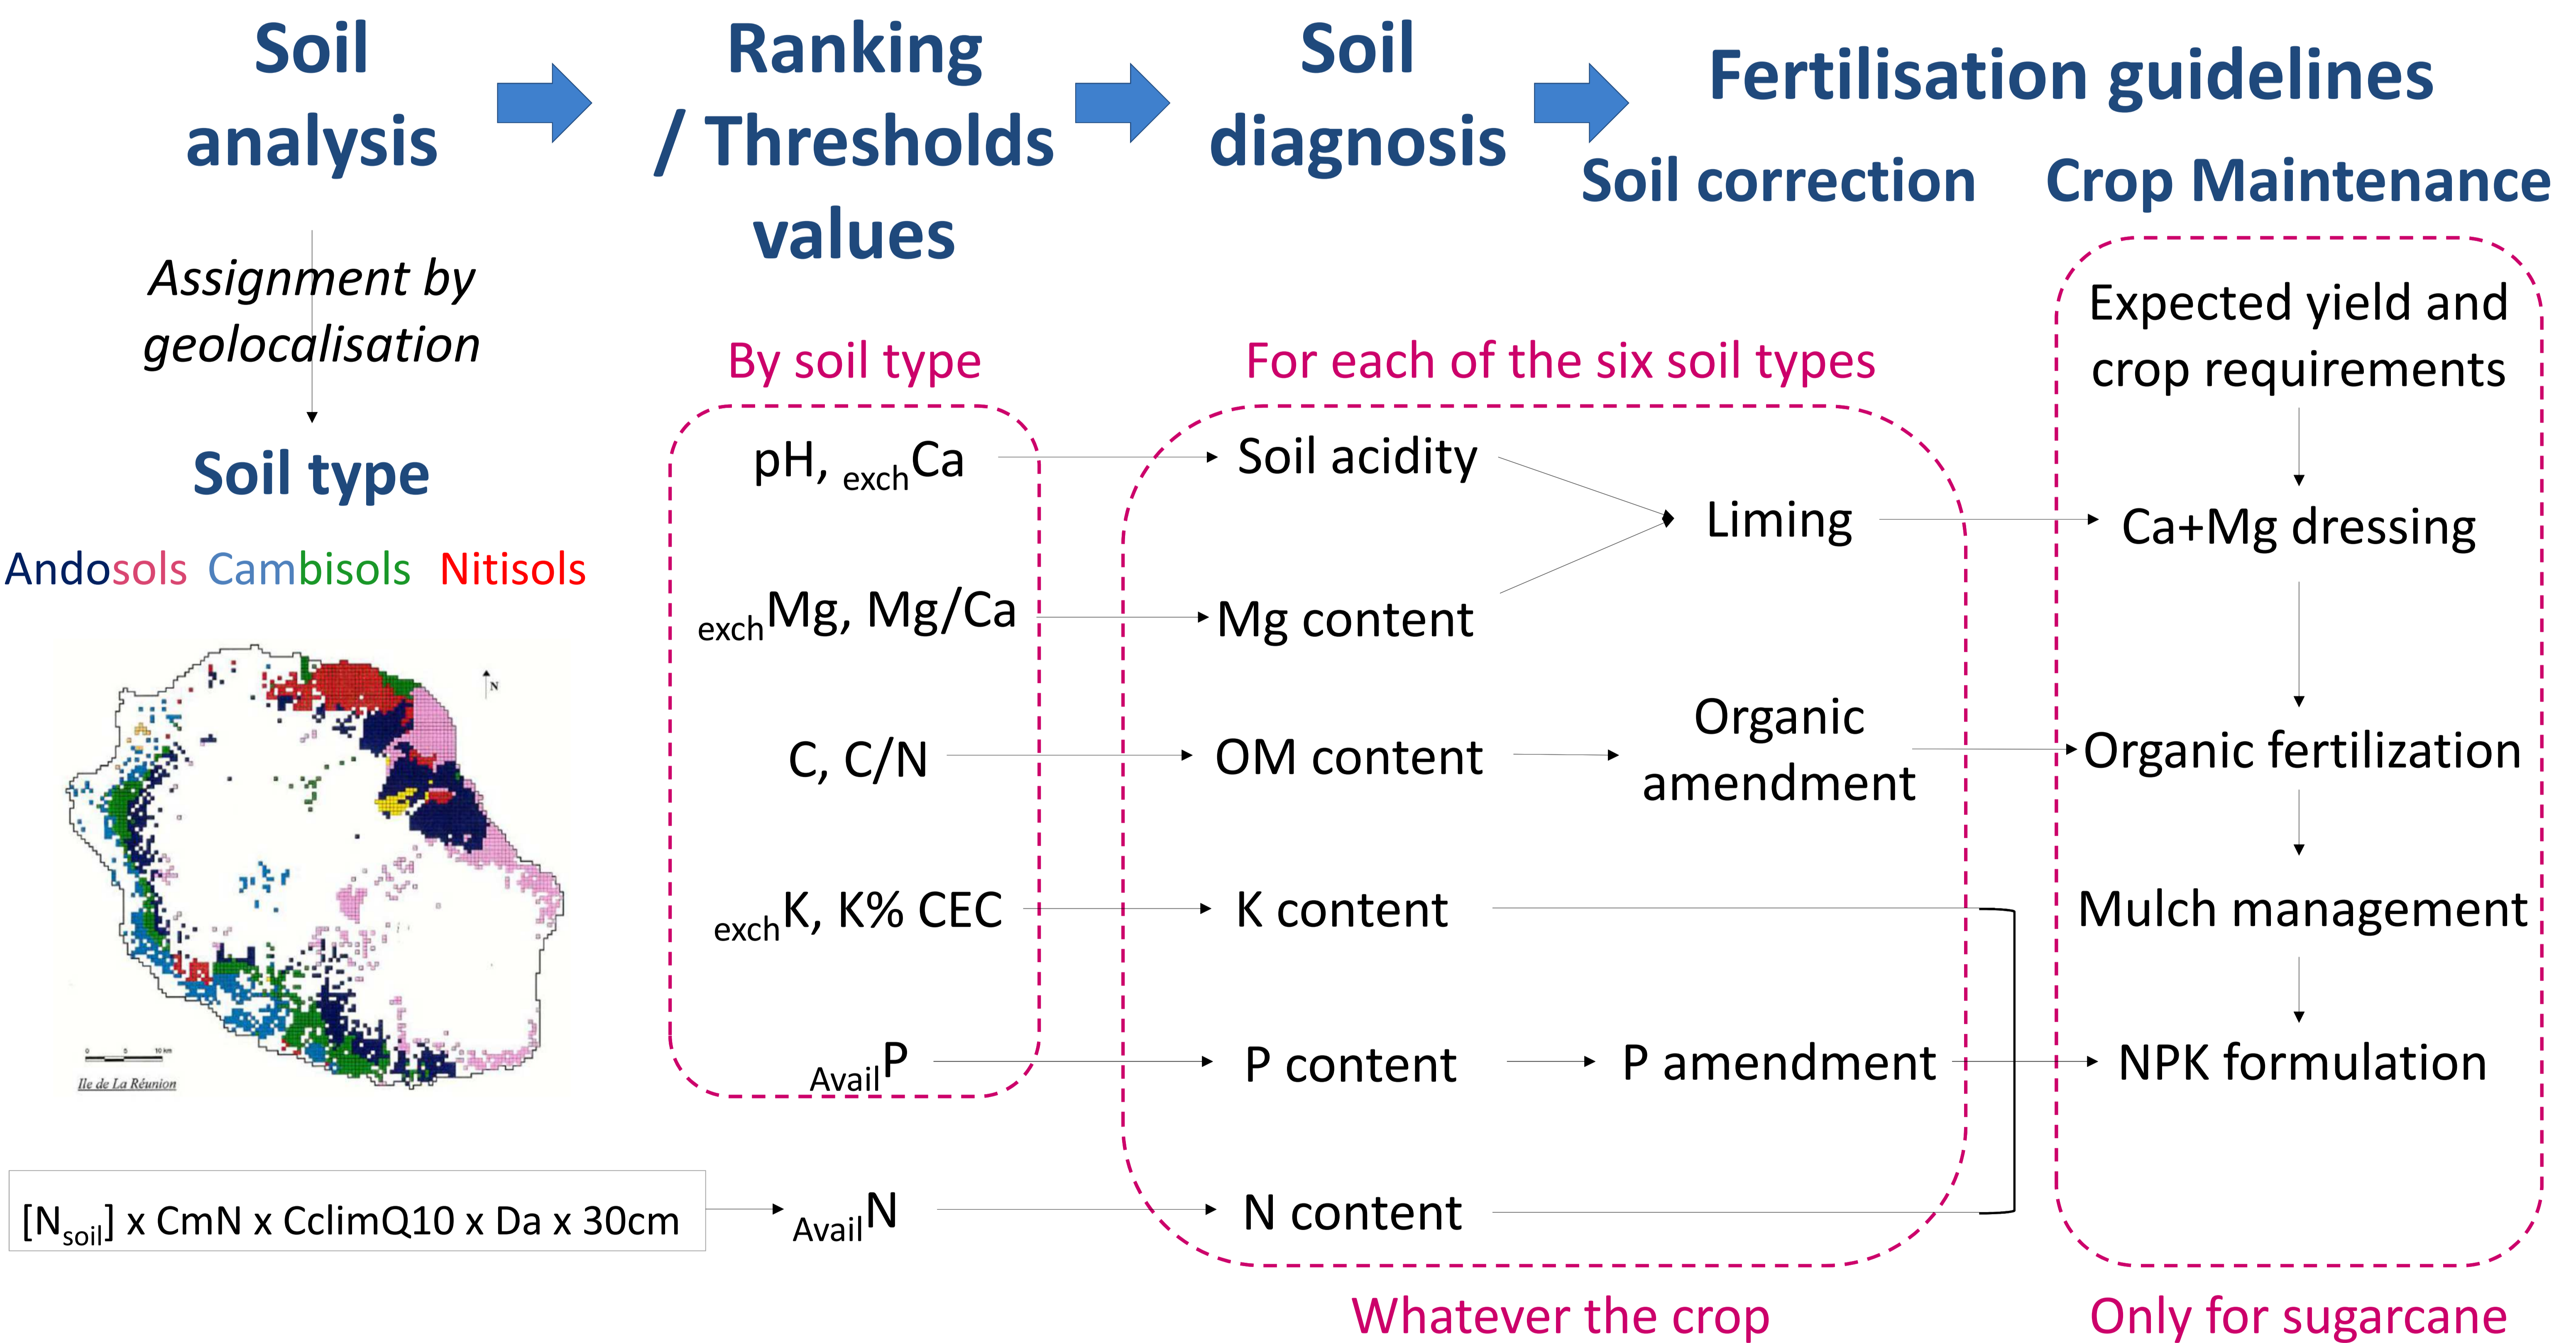 Soil
analysis
Ranking
/ Thresholds
values
Soil
diagnosis
Fertilisation guidelines
Soil correction
Crop Maintenance
Assignment by
geolocalisation
Soil type
Andosols Cambisols Nitisols
N
0 5 10 km
Ile de La Réunion
[Nsoil] x CmN x CclimQ10 x Da x 30cm
By soil type
pH, exchCa
exchMg, Mg/Ca
C, C/N
exchK, K% CEC
AvailP
AvailN
For each of the six soil types
Soil acidity
Mg content
OM content
K content
P content
N content
Liming
Organic
amendment
P amendment
Whatever the crop
Expected yield and
crop requirements
Ca+Mg dressing
Organic fertilization
Mulch management
NPK formulation
Only for sugarcane